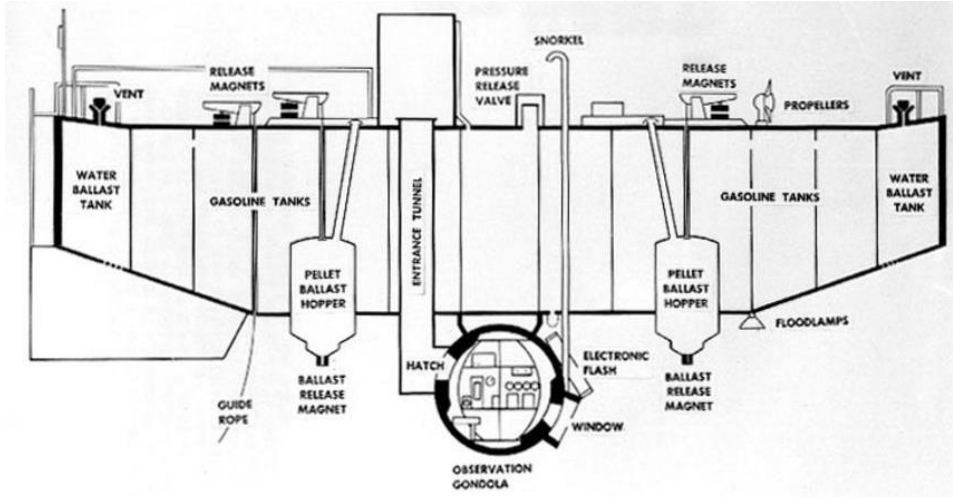 SNORKEL
RELEASE
MAGNETS
PRESSURE
RELEASE
VALVE
RELEASE
MAGNETS
VENT
VENT
PROPELLERS
WATER
BALLAST
TANK
GASOLINE TANKS
ENTRANCE TUNNEL
GASOLINE TANKS
WATER
BALLAST
TANK
PELLET
BALLAST
HOPPER
PELLET
BALLAST
HOPPER
FLOODLAMPS
HATCH
ELECTRONIC
FLASH
BALLAST
RELEASE
MAGNET
BALLAST
RELEASE
MAGNET
GUIDE
ROPE
WINDOW
OBSERVATION
GONDOLA